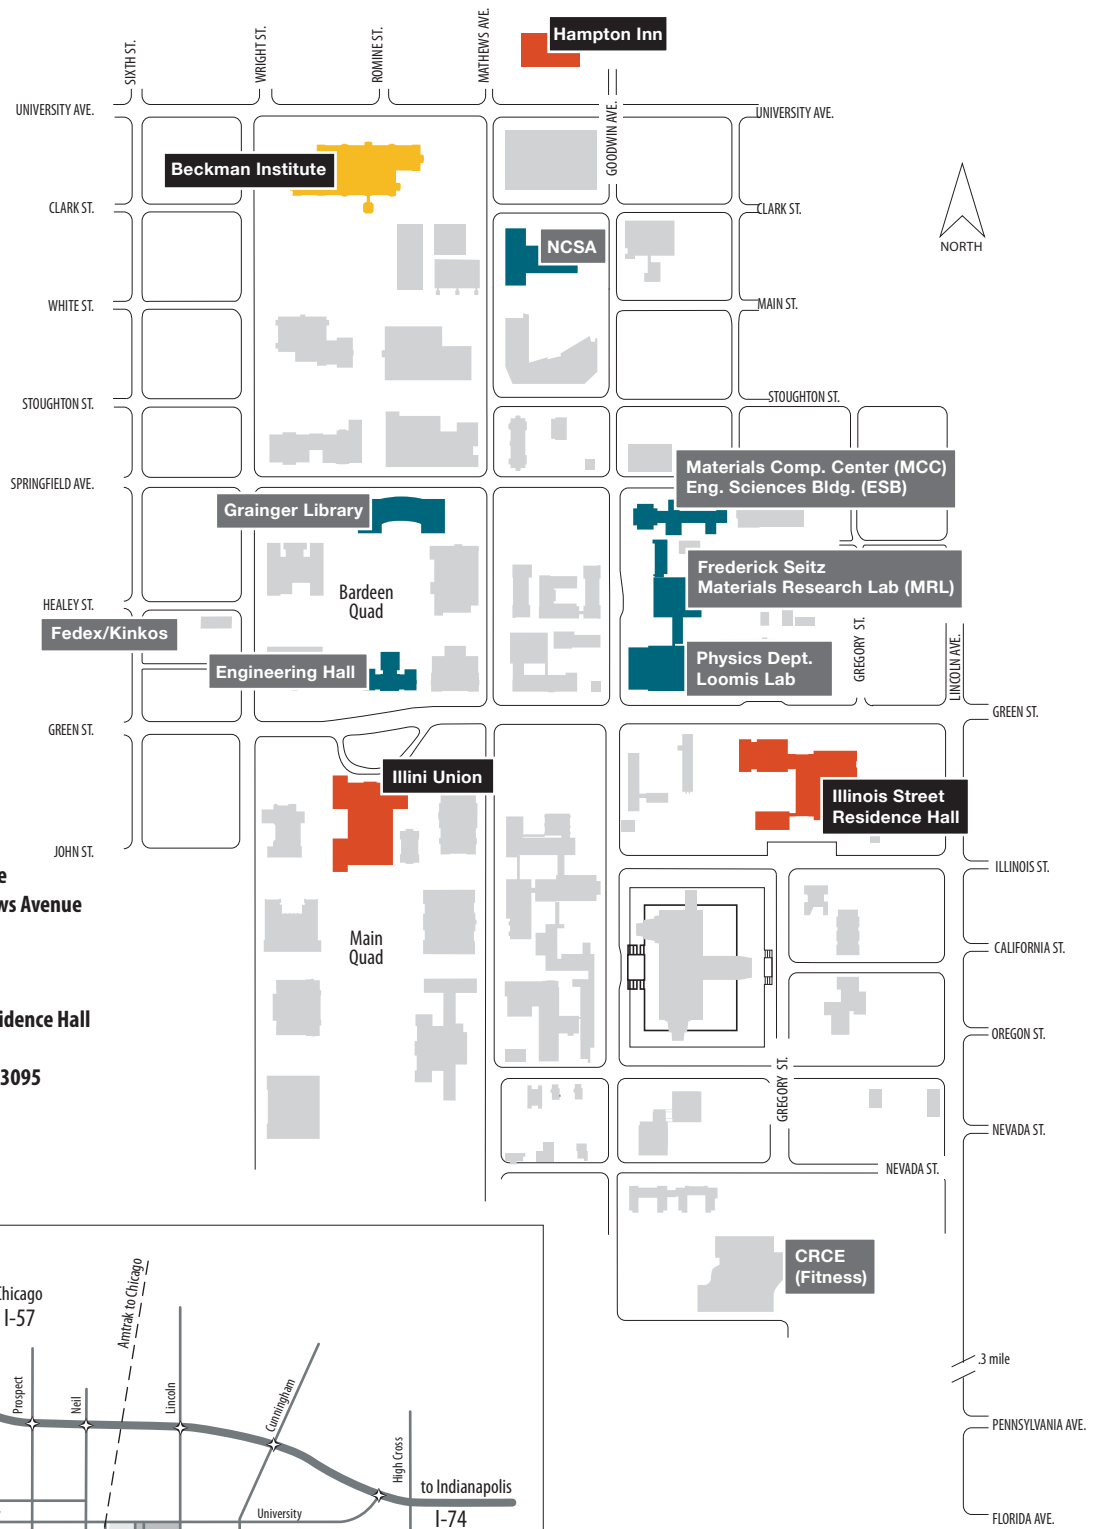 Hampton Inn
SIXTH ST.
WRIGHT ST.
ROMINE ST.
MATHEWS AVE.
GOODWIN AVE.
UNIVERSITY AVE.
UNIVERSITY AVE.
Beckman Institute
CLARK ST.
CLARK ST.
NCSA
NORTH
WHITE ST.
MAIN ST.
STOUGHTON ST.
STOUGHTON ST.
Materials Comp. Center (MCC)
Eng. Sciences Bldg. (ESB)
SPRINGFIELD AVE.
Grainger Library
Frederick Seitz
Materials Research Lab (MRL)
Bardeen
Quad
HEALEY ST.
Fedex/Kinkos
GREGORY ST.
LINCOLN AVE.
Physics Dept.
Loomis Lab
Engineering Hall
GREEN ST.
GREEN ST.
Illini Union
Illinois Street
Residence Hall
JOHN ST.
ILLINOIS ST.
e
ws Avenue
Main
Quad
CALIFORNIA ST.
idence Hall
OREGON ST.
3095
GREGORY ST.
NEVADA ST.
NEVADA ST.
CRCE
(Fitness)
Chicago
I-57
Amtrak to Chicago
.3 mile
Prospect
Neil
Lincoln
Cunningham
High Cross
PENNSYLVANIA AVE.
to Indianapolis
I-74
University
FLORIDA AVE.